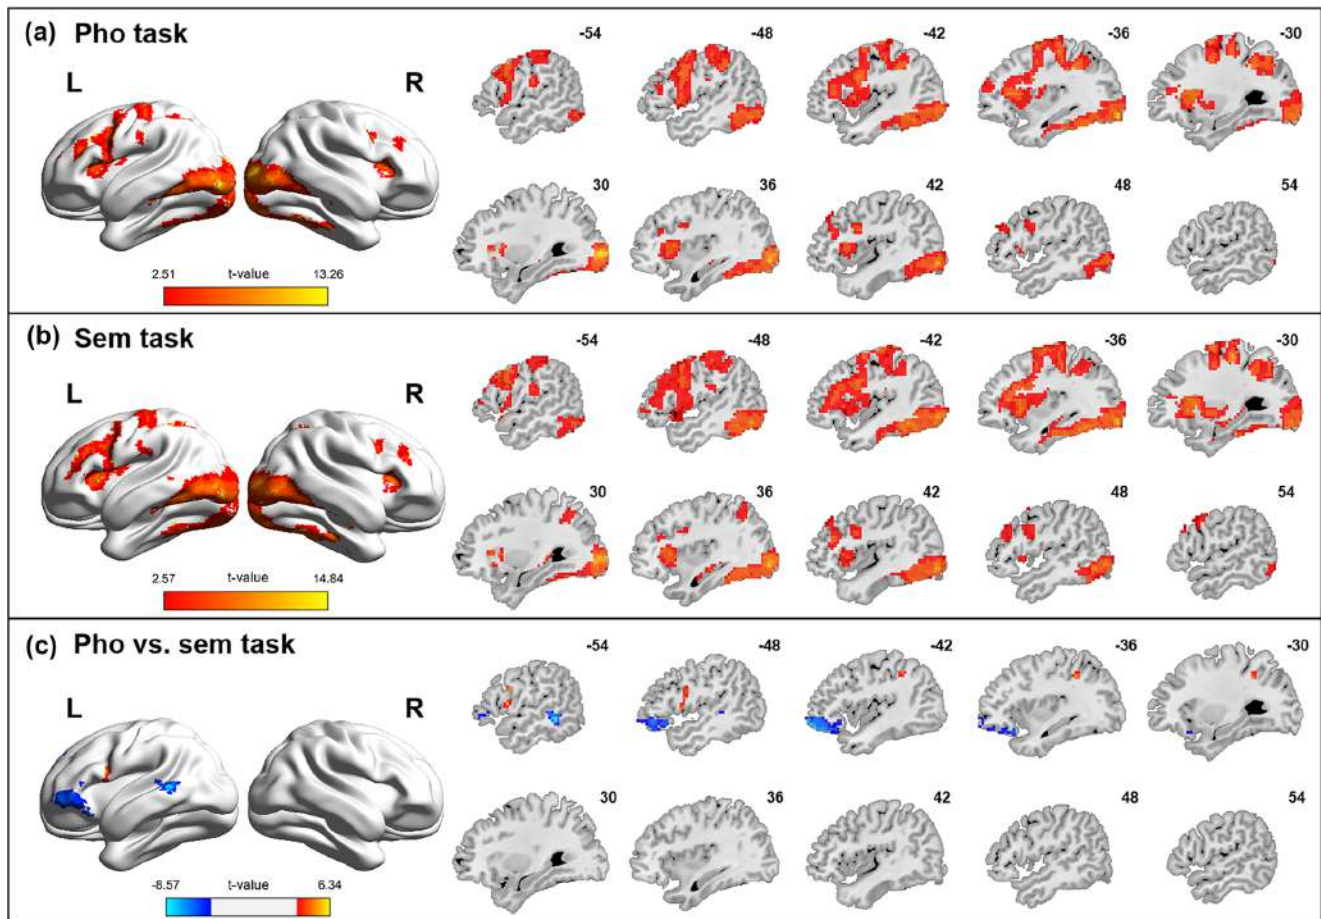 (a) Pho task
L R
2.51 t-value 13.26
-54 -48 -42 -36 -30
30 36 42 48 54
(b) Sem task
L R
2.57 t-value 14.84
-54 -48 -42 -36 -30
30 36 42 48 54
(c) Pho vs. sem task
L R
-8.57 t-value 6.34
-54 -48 -42 -36 -30
30 36 42 48 54